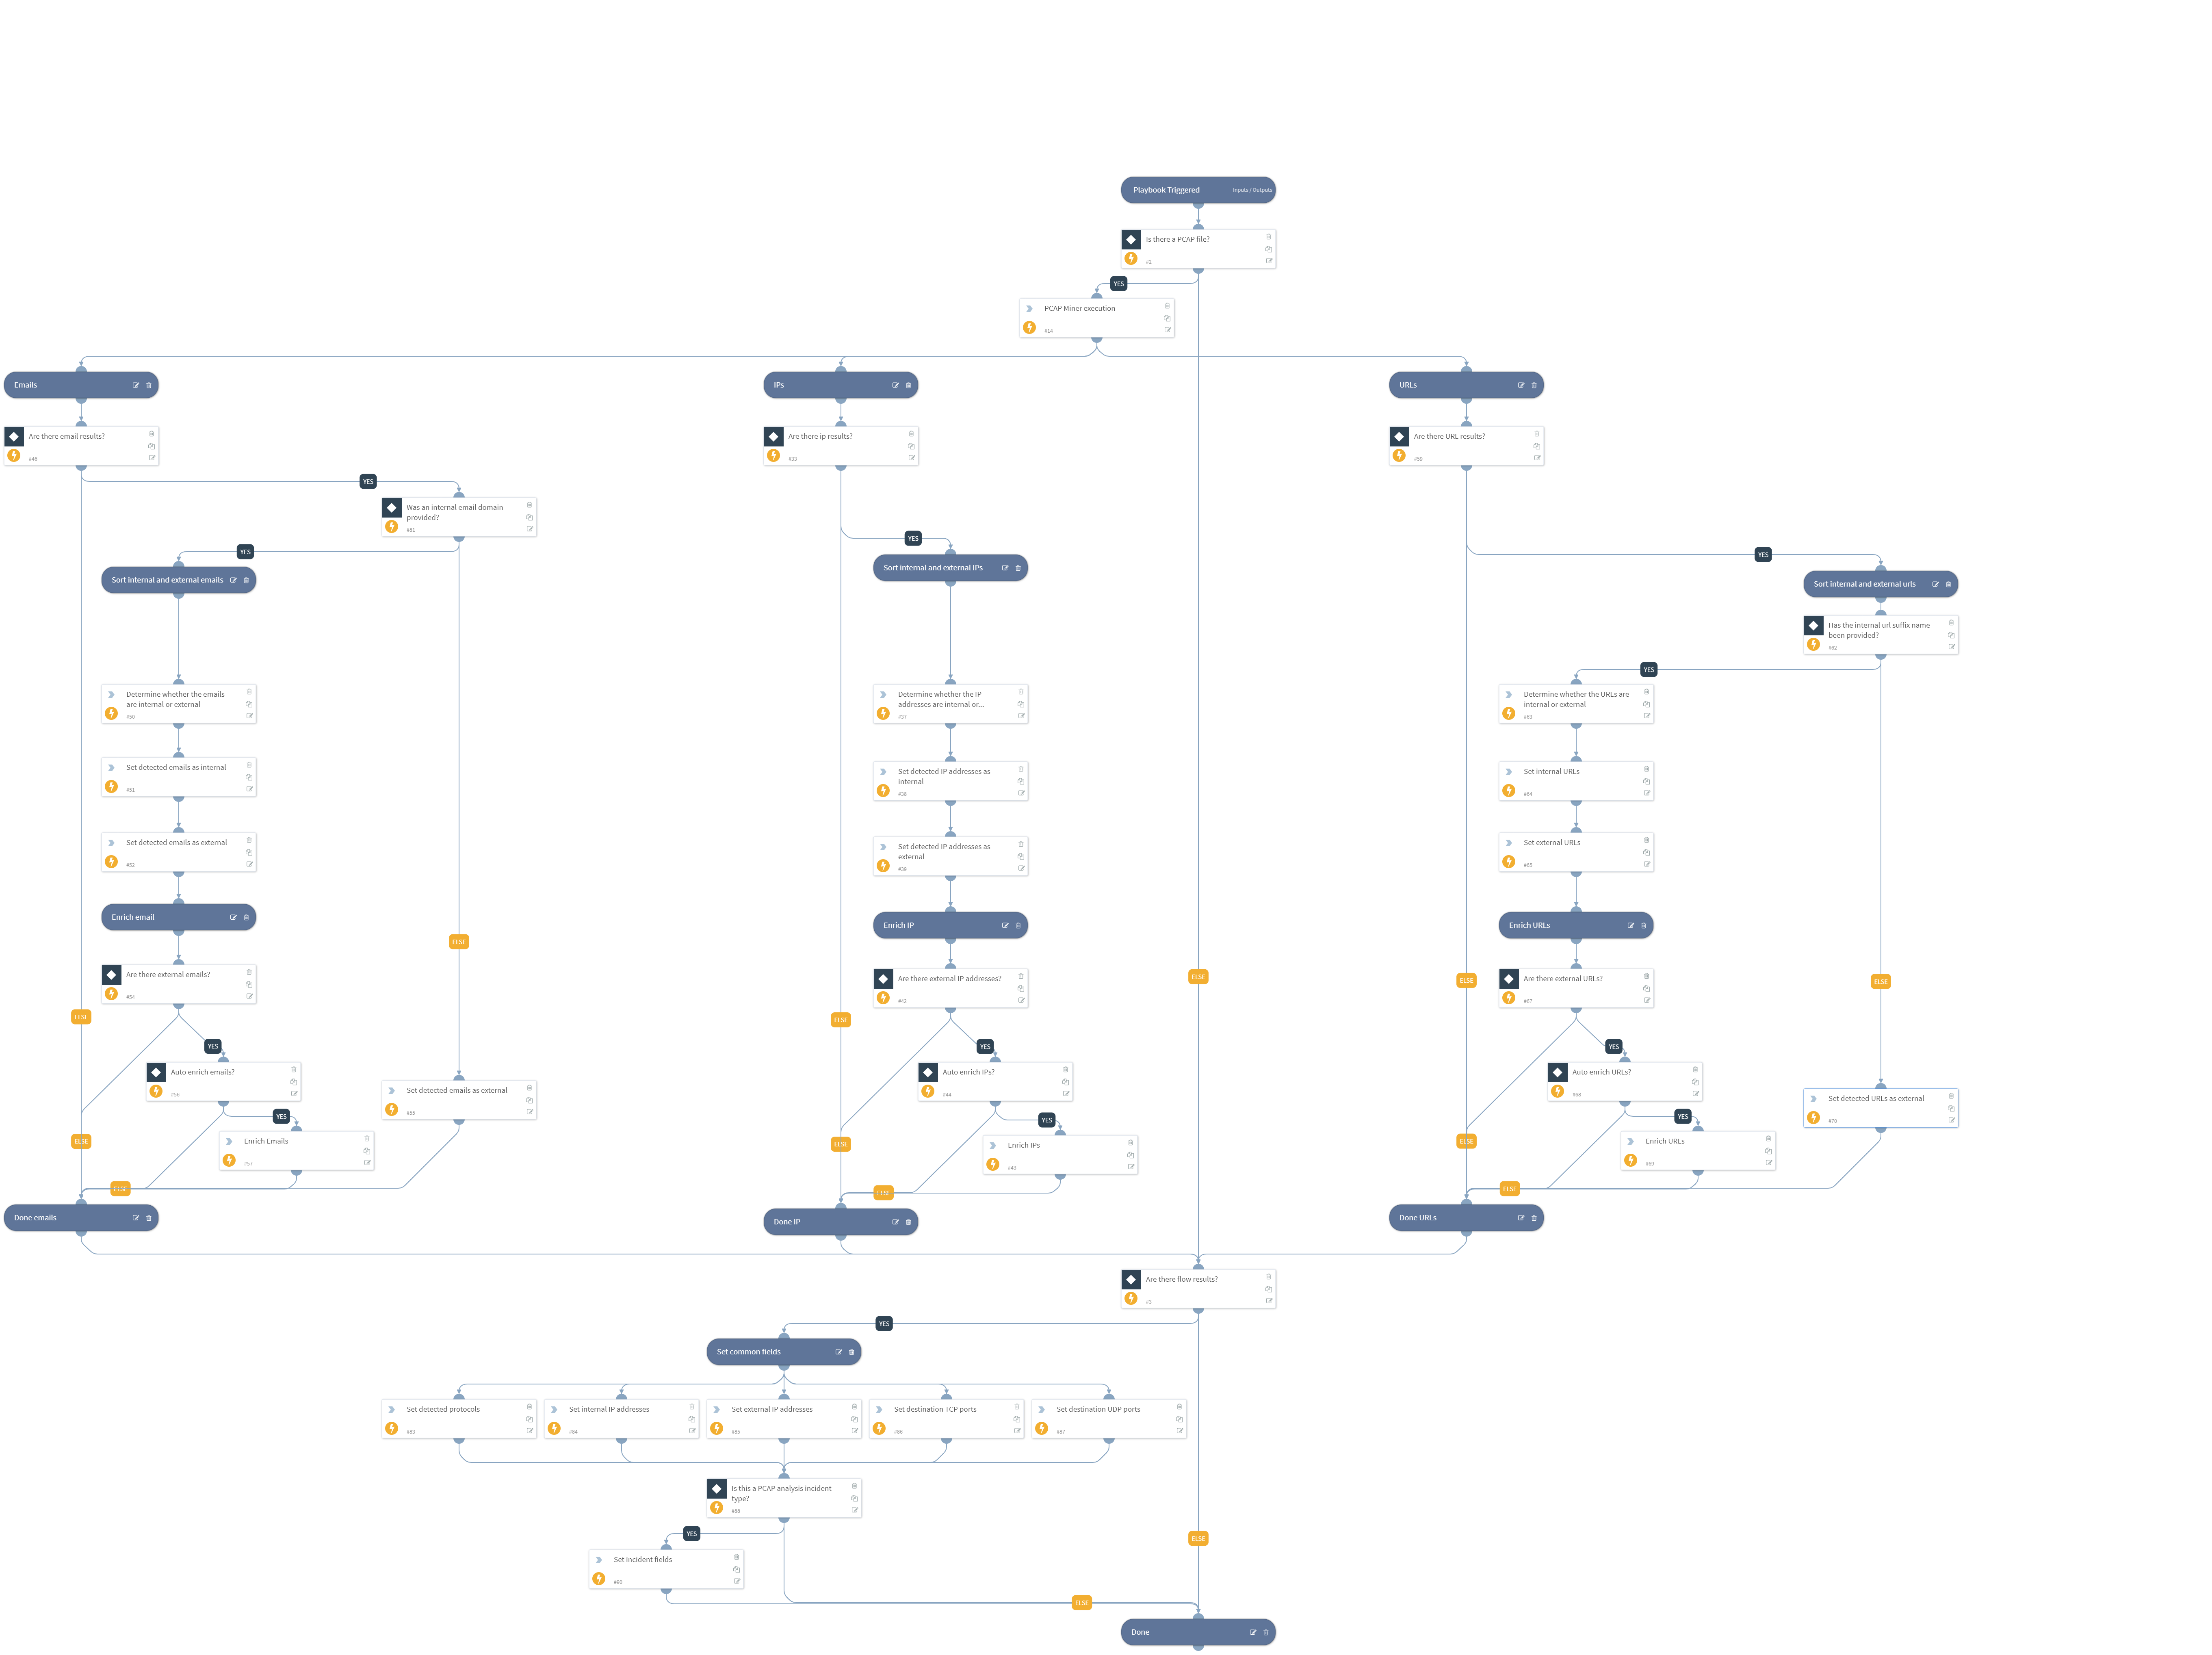 Playbook Triggered
Inputs / Outputs
Is there a PCAP file?
#2
YES
PCAP Miner execution
#14
Emails
IPs
URLs
Are there email results?
#46
Are there ip results?
#33
Are there URL results?
#59
YES
Was an internal email domain
provided?
#61
YES
YES
YES
Sort internal and external emails
Sort internal and external IPs
Sort internal and external urls
Has the internal url suffix name
been provided?
#62
YES
Determine whether the emails
are internal or external
#50
Determine whether the IP
addresses are internal or...
#37
Determine whether the URLs are
internal or external
#63
Set detected emails as internal
#51
Set detected IP addresses as
internal
#38
Set internal URLs
#64
Set detected emails as external
#52
Set detected IP addresses as
external
#39
Set external URLs
#65
Enrich email
Enrich IP
Enrich URLs
ELSE
Are there external emails?
#54
Are there external IP addresses?
#42
ELSE
ELSE
Are there external URLs?
#67
ELSE
ELSE
ELSE
YES
YES
YES
Auto enrich emails?
#56
Auto enrich IPs?
#44
Auto enrich URLs?
#68
Set detected emails as external
#55
Set detected URLs as external
#70
YES
YES
YES
ELSE
Enrich Emails
#57
ELSE
Enrich IPs
#43
ELSE
Enrich URLs
#69
ELSE
ELSE
ELSE
Done emails
Done IP
Done URLs
Are there flow results?
#3
YES
Set common fields
Set detected protocols
#83
Set internal IP addresses
#84
Set external IP addresses
#85
Set destination TCP ports
#86
Set destination UDP ports
#87
Is this a PCAP analysis incident
type?
#88
YES
ELSE
Set incident fields
ELSE
Done